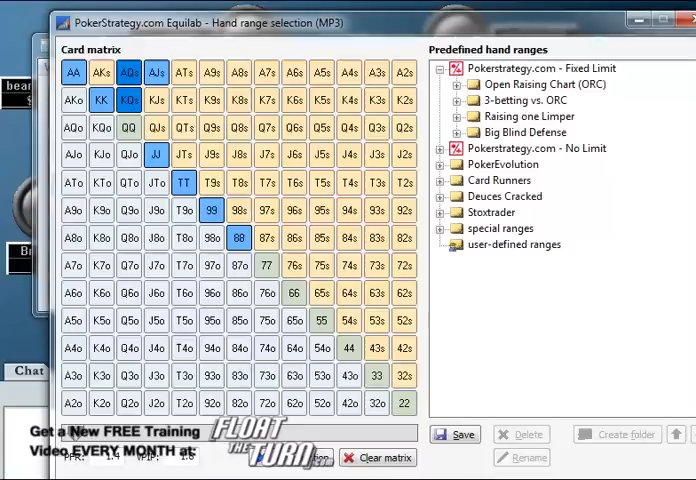 PokerStrategy.com Equilab - Hand range selection (MP3)
Card matrix
AA AKs AQs AJs ATs A9s A8s A7s A6s A5s A4s A3s A2s
AKo KK KQs KJs KTs K9s K8s K7s K6s K5s K4s K3s K2s
AQo KQo QQ QJs QTs Q9s Q8s Q7s Q6s Q5s Q4s Q3s Q2s
AJo KJo QJo JJ JTs J9s J8s J7s J6s J5s J4s J3s J2s
ATo KTo QTo JTo TT T9s T8s T7s T6s T5s T4s T3s T2s
A9o K9o Q9o J9o T9o 99 98s 97s 96s 95s 94s 93s 92s
A8o K8o Q8o J8o T8o 98o 88 87s 86s 85s 84s 83s 82s
A7o K7o Q7o J7o T7o 97o 87o 77 76s 75s 74s 73s 72s
A6o K6o Q6o J6o T6o 96o 86o 76o 66 65s 64s 63s 62s
A5o K5o Q5o J5o T5o 95o 85o 75o 65o 55 54s 53s 52s
A4o K4o Q4o J4o T4o 94o 84o 74o 64o 54o 44 43s 42s
A3o K3o Q3o J3o T3o 93o 83o 73o 63o 53o 43o 33 32s
A2o K2o Q2o J2o T2o 92o 82o 72o 62o 52o 42o 32o 22
Predefined hand ranges
Pokerstrategy.com - Fixed Limit
Open Raising Chart (ORC)
3-betting vs. ORC
Raising one Limper
Big Blind Defense
Pokerstrategy.com - No Limit
PokerEvolution
Card Runners
Deuces Cracked
Stoxtrader
special ranges
user-defined ranges
Save Delete Create folder
Rename
Clear matrix
Chat
Get a New FREE Training
Video EVERY MONTH at:
FLOAT
THE TURN.com